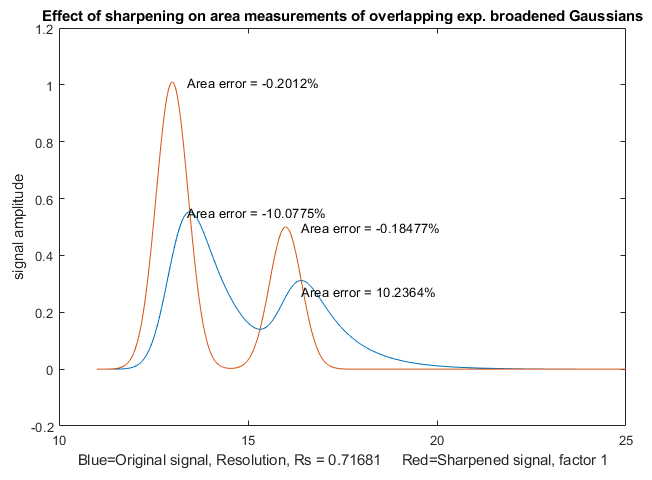 Effect of sharpening on area measurements of overlapping exp. broadened Gaussians
1.2
1
0.8
0.6
0.4
0.2
0
-0.2
signal amplitude
Area error = -0.2012%
Area error = -10.0775%
Area error = -0.18477%
Area error = 10.2364%
10
15
20
25
Blue=Original signal, Resolution, Rs = 0.71681 Red=Sharpened signal, factor 1